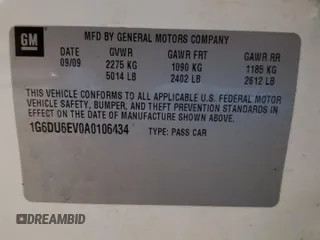 GM
MFD BY GENERAL MOTORS COMPANY
DATE GVWR GAWR FRT GAWR RR
09/09 2275 KG 1090 KG 1185 KG
5014 LB 2402 LB 2612 LB
THIS VEHICLE CONFORMS TO ALL APPLICABLE U.S. FEDERAL MOTOR
VEHICLE SAFETY, BUMPER, AND THEFT PREVENTION STANDARDS IN
EFFECT ON THE DATE OF MANUFACTURE SHOWN ABOVE.
1G6DU6EV0A0106434 TYPE: PASS CAR
DREAMBID